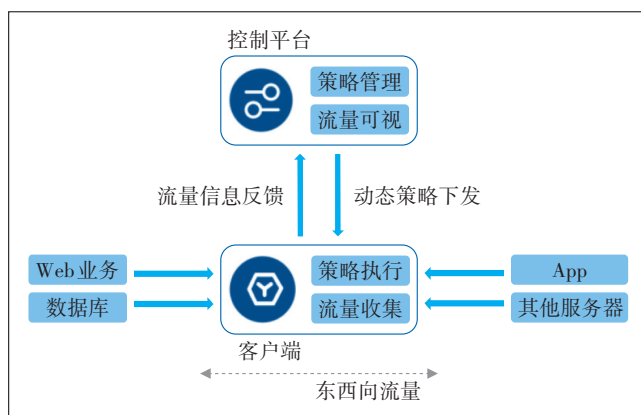 控制平台
策略管理
流量可视
流量信息反馈
动态策略下发
Web业务
数据库
策略执行
流量收集
App
其他服务器
客户端
东西向流量